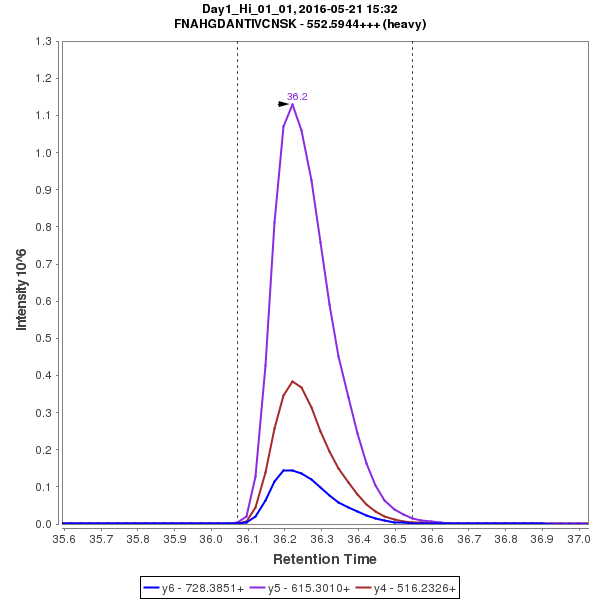 Day1_Hi_01_01, 2016-05-21 15:32
FNAHGDANTIVCNSK - 552.5944+++ (heavy)
1.3
1.2
1.1
1.0
0.9
0.8
0.7
0.6
0.5
0.4
0.3
0.2
0.1
0.0
Intensity 10^6
36.2
35.6 35.7 35.8 35.9 36.0 36.1 36.2 36.3 36.4 36.5 36.6 36.7 36.8 36.9 37.0
Retention Time
y6 - 728.3851+ y5 - 615.3010+ y4 - 516.2326+